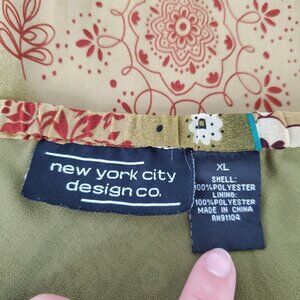 new york city
design co.
XL
SHELL:
100%POLYESTER
LINING:
100%POLYESTER
MADE IN CHINA
RN91104